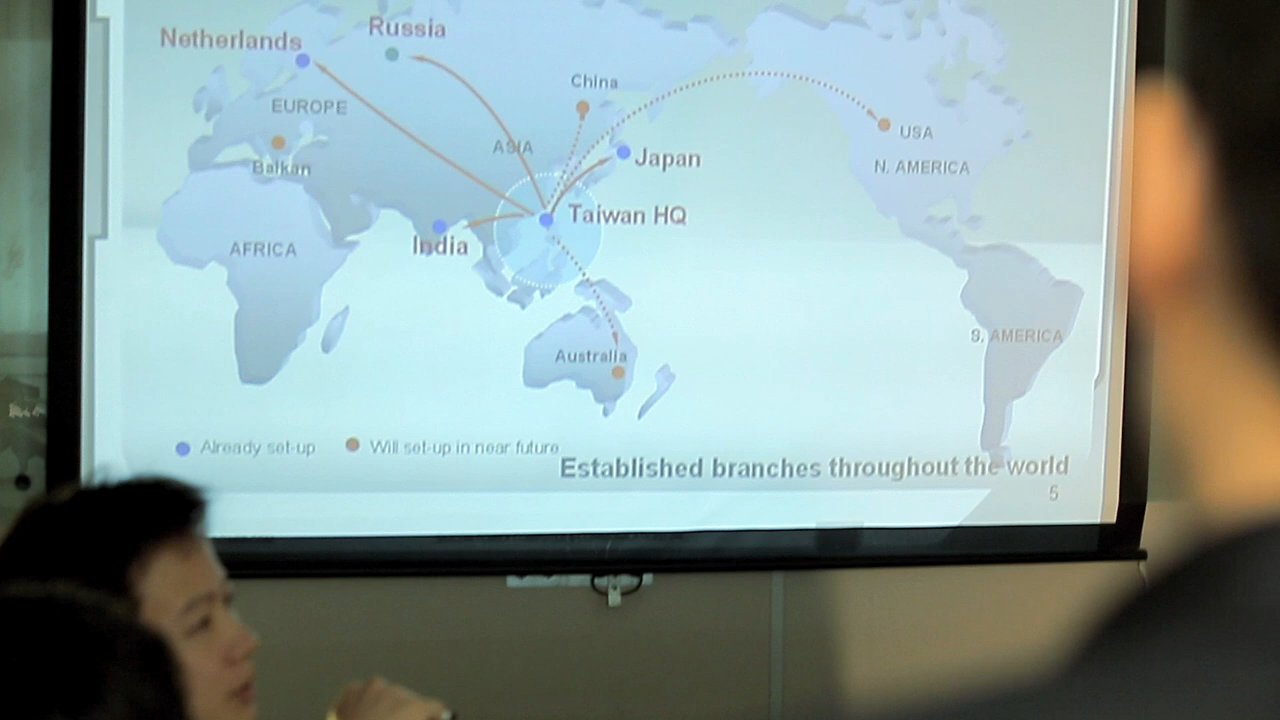 Russia
Netherlands
China
EUROPE
USA
ASIA
Japan
Balkan
N. AMERICA
Taiwan HQ
India
AFRICA
S. AMERICA
Australia
Already set-up
Will set-up in near future
Established branches throughout the world
5